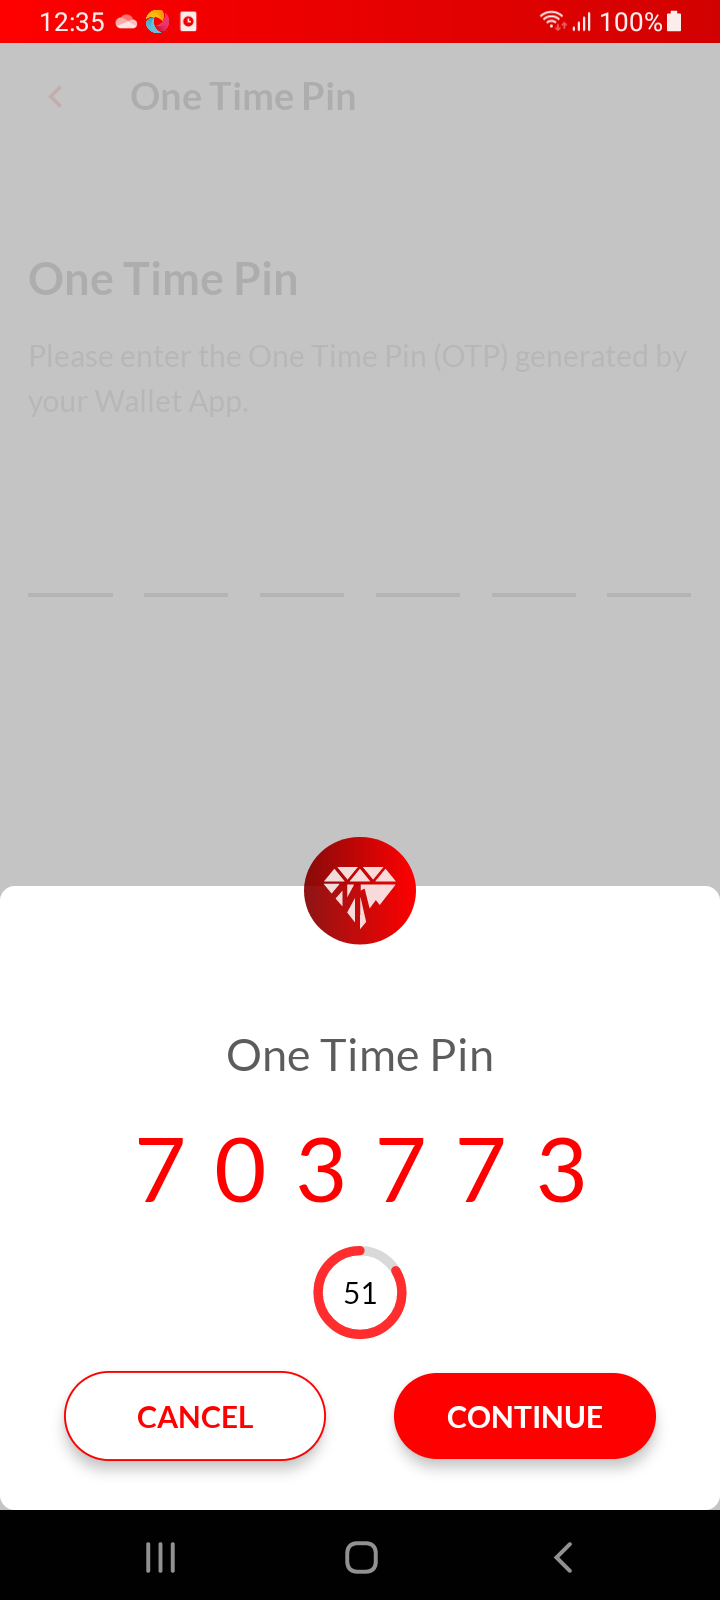 12:35 100%
One Time Pin
One Time Pin
Please enter the One Time Pin (OTP) generated by
your Wallet App.
One Time Pin
7 0 3 7 7 3
51
CANCEL CONTINUE